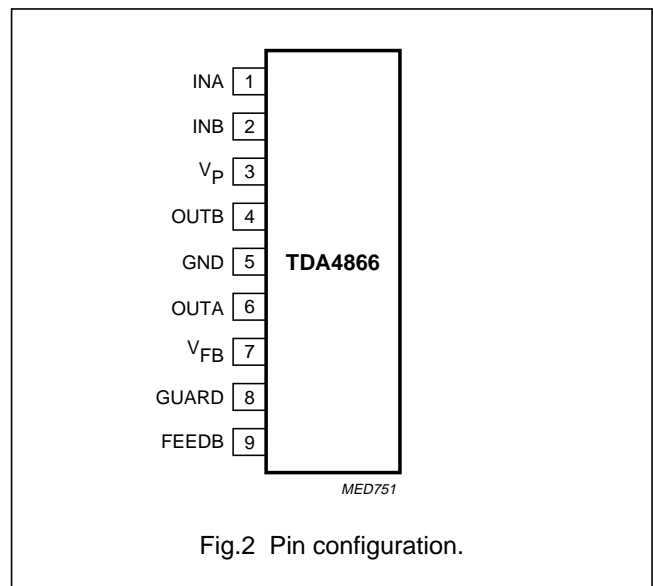 INA 1
INB 2
VP 3
OUTB 4
GND 5 TDA4866
OUTA 6
VFB 7
GUARD 8
FEEDB 9
MED751
Fig.2 Pin configuration.